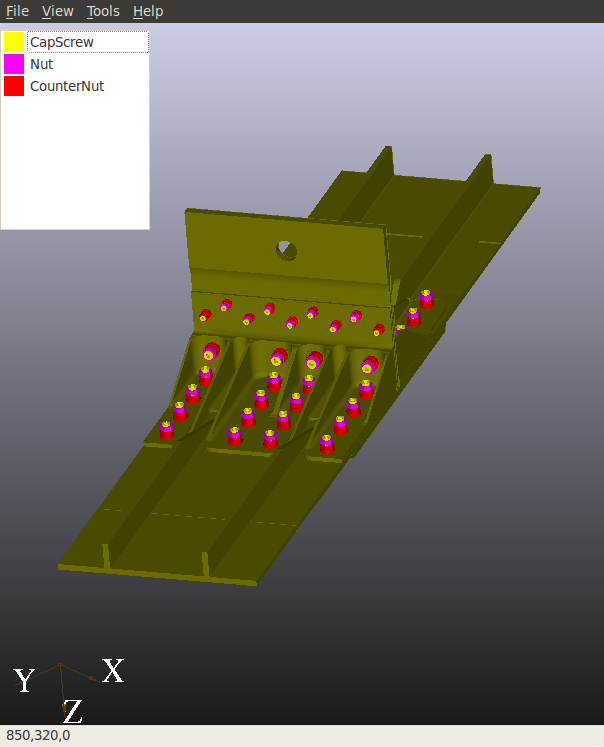 File View Tools Help
CapScrew
Nut
CounterNut
X
Y
Z
850,320,0